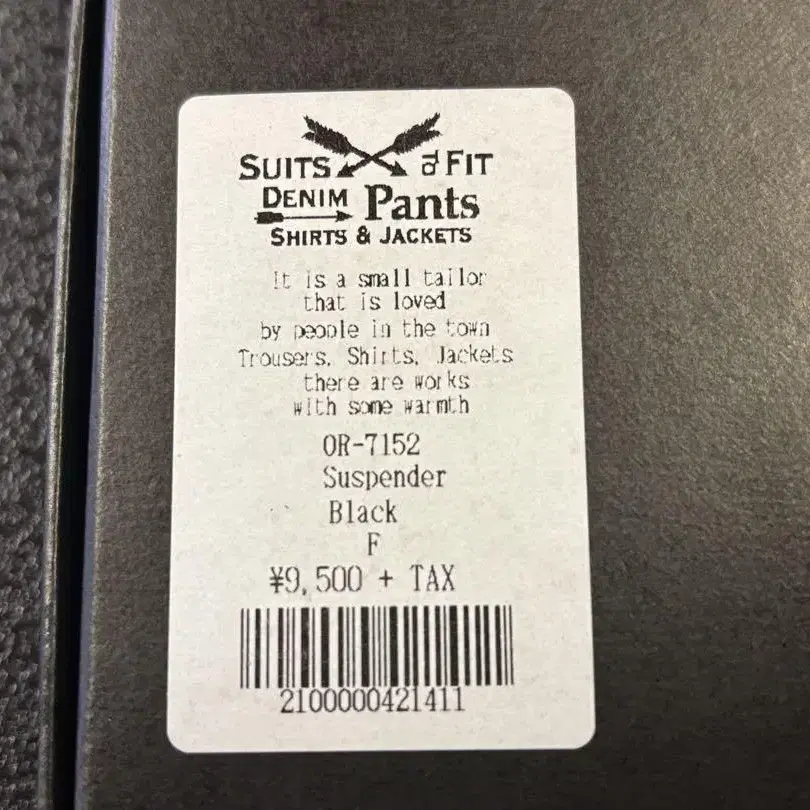 SUITS to FIT
DENIM Pants
SHIRTS & JACKETS
It is a small tailor
that is loved
by people in the town
Trousers, Shirts, Jackets
there are works
with some warmth
OR-7152
Suspender
Black
F
¥9,500 + TAX
2100000421411